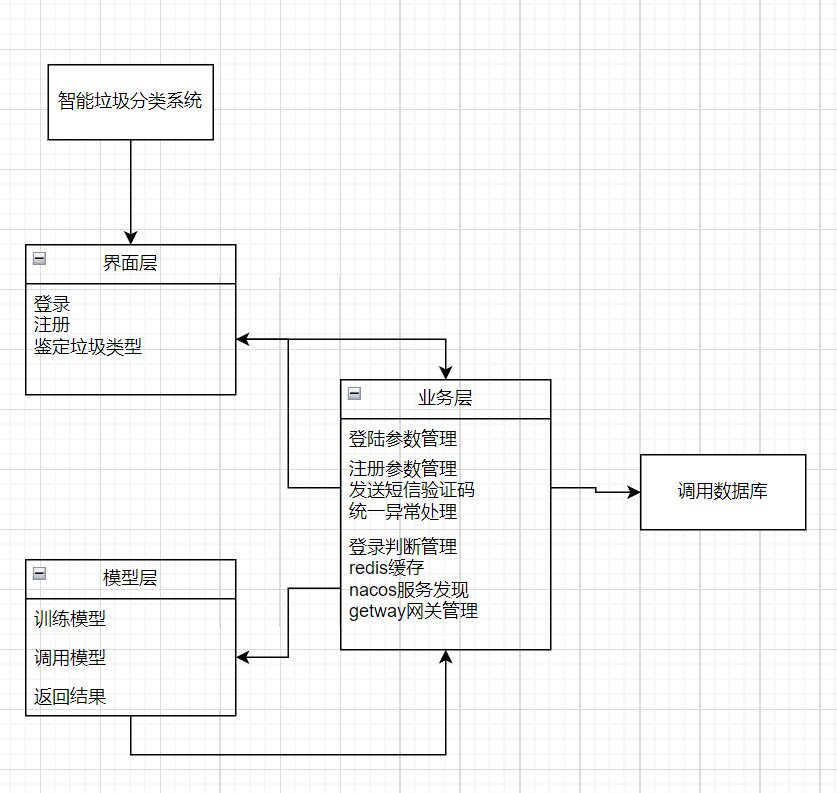 智能垃圾分类系统
界面层
登录
注册
鉴定垃圾类型
业务层
登陆参数管理
注册参数管理
发送短信验证码
统一异常处理
登录判断管理
redis缓存
nacos服务发现
getway网关管理
调用数据库
模型层
训练模型
调用模型
返回结果